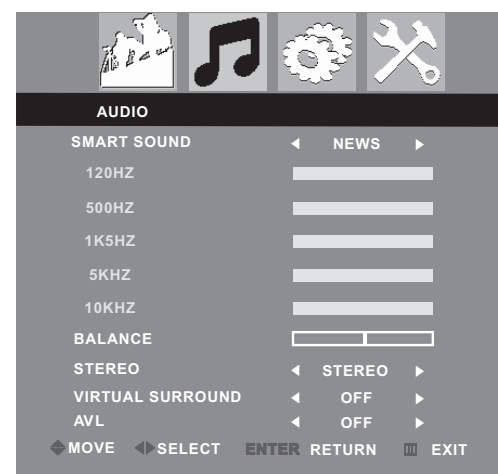 AUDIO
SMART SOUND NEWS
120HZ
500HZ
1K5HZ
5KHZ
10KHZ
BALANCE
STEREO STEREO
VIRTUAL SURROUND OFF
AVL OFF
MOVE SELECT ENTER RETURN EXIT